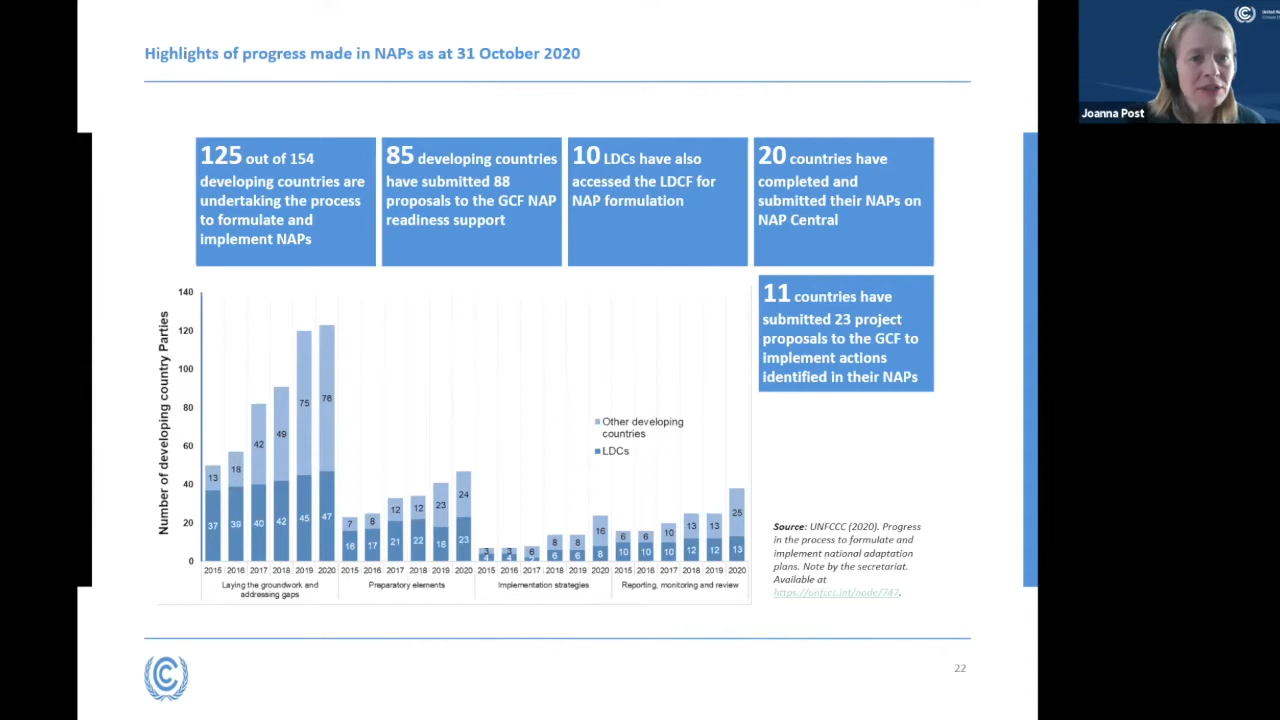 Highlights of progress made in NAPs as at 31 October 2020
125 out of 154
developing countries are
undertaking the process
to formulate and
implement NAPs
85 developing countries
have submitted 88
proposals to the GCF NAP
readiness support
10 LDCs have also
accessed the LDCF for
NAP formulation
20 countries have
completed and
submitted their NAPs on
NAP Central
11 countries have
submitted 23 project
proposals to the GCF to
implement actions
identified in their NAPs
Number of developing country Parties
140
120
100
80
60
40
20
0
13 18 42 49 75 76
37 39 40 42 45 47
7 8 12 12 23 24
16 17 21 22 18 23
3 3 6 8 8 16
4 4 6 6 8
6 6 10 13 13 25
10 10 10 12 12 13
Other developing
countries
LDCs
2015 2016 2017 2018 2019 2020 2015 2016 2017 2018 2019 2020 2015 2016 2017 2018 2019 2020 2015 2016 2017 2018 2019 2020
Laying the groundwork and
addressing gaps
Preparatory elements
Implementation strategies
Reporting, monitoring and review
Source: UNFCCC (2020). Progress
in the process to formulate and
implement national adaptation
plans. Note by the secretariat.
Available at
https://unfccc.int/node/747.
22
Joanna Post